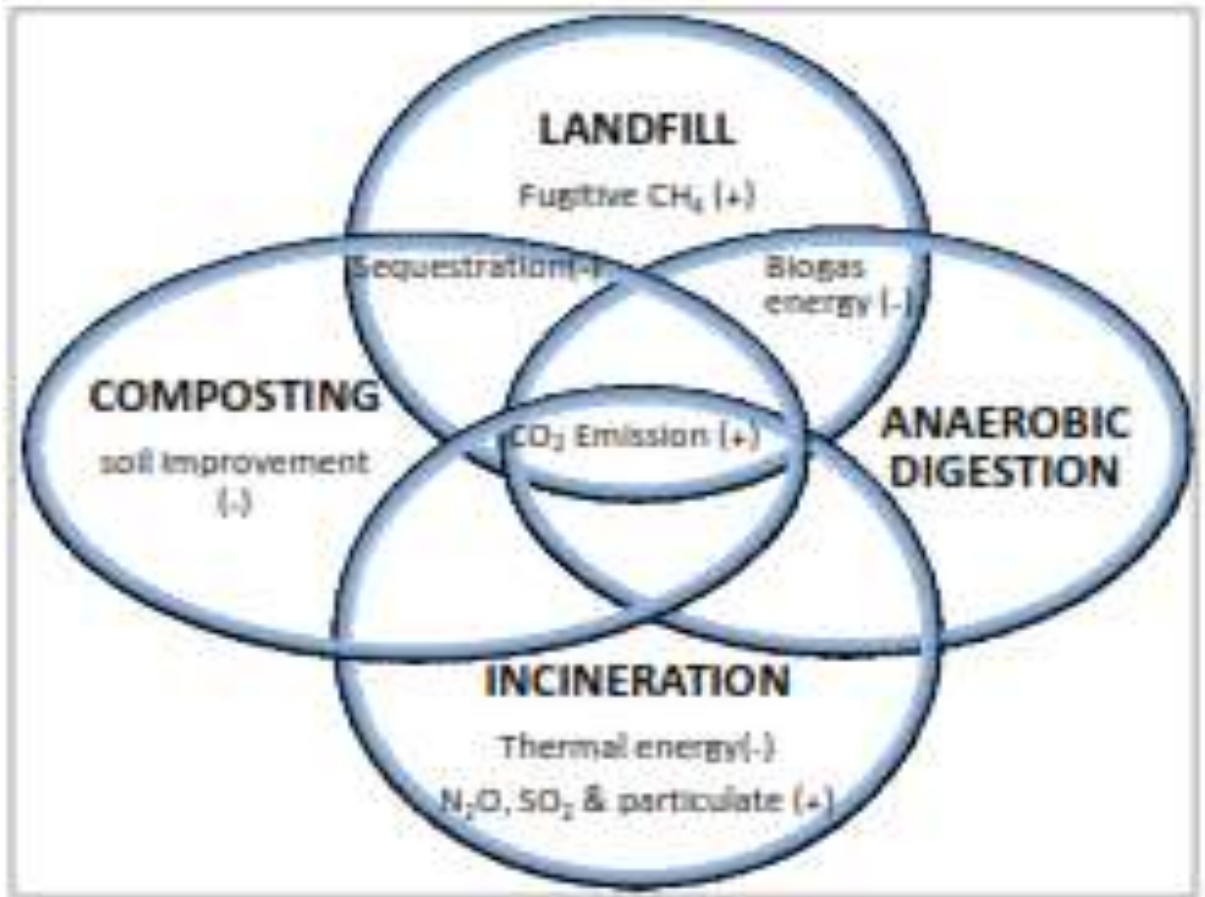 LANDFILL
Fugitive CH₄ (+)
Sequestration(-)
Biogas
energy (-)
COMPOSTING
soil improvement
(-)
CO₂ Emission (+)
ANAEROBIC
DIGESTION
INCINERATION
Thermal energy(-)
N₂O, SO₂ & particulate (+)